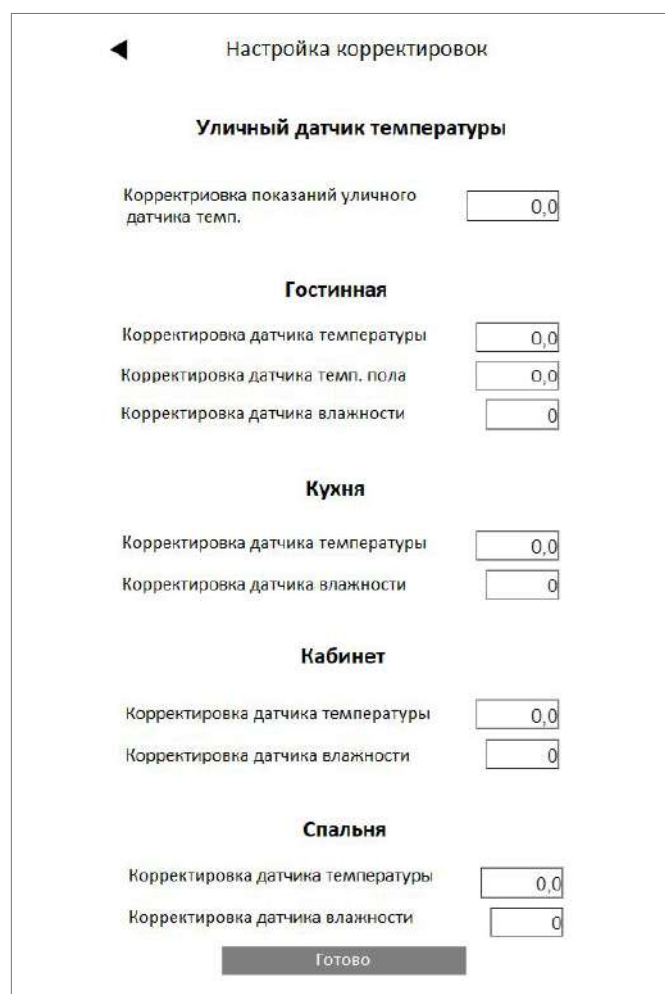 Настройка корректировок
Уличный датчик температуры
Корректриовка показаний уличного
датчика темп.
0,0
Гостинная
Корректировка датчика температуры 0,0
Корректировка датчика темп. пола 0,0
Корректировка датчика влажности 0
Кухня
Корректировка датчика температуры 0,0
Корректировка датчика влажности 0
Кабинет
Корректировка датчика температуры 0,0
Корректировка датчика влажности 0
Спальня
Корректировка датчика температуры 0,0
Корректировка датчика влажности 0
Готово